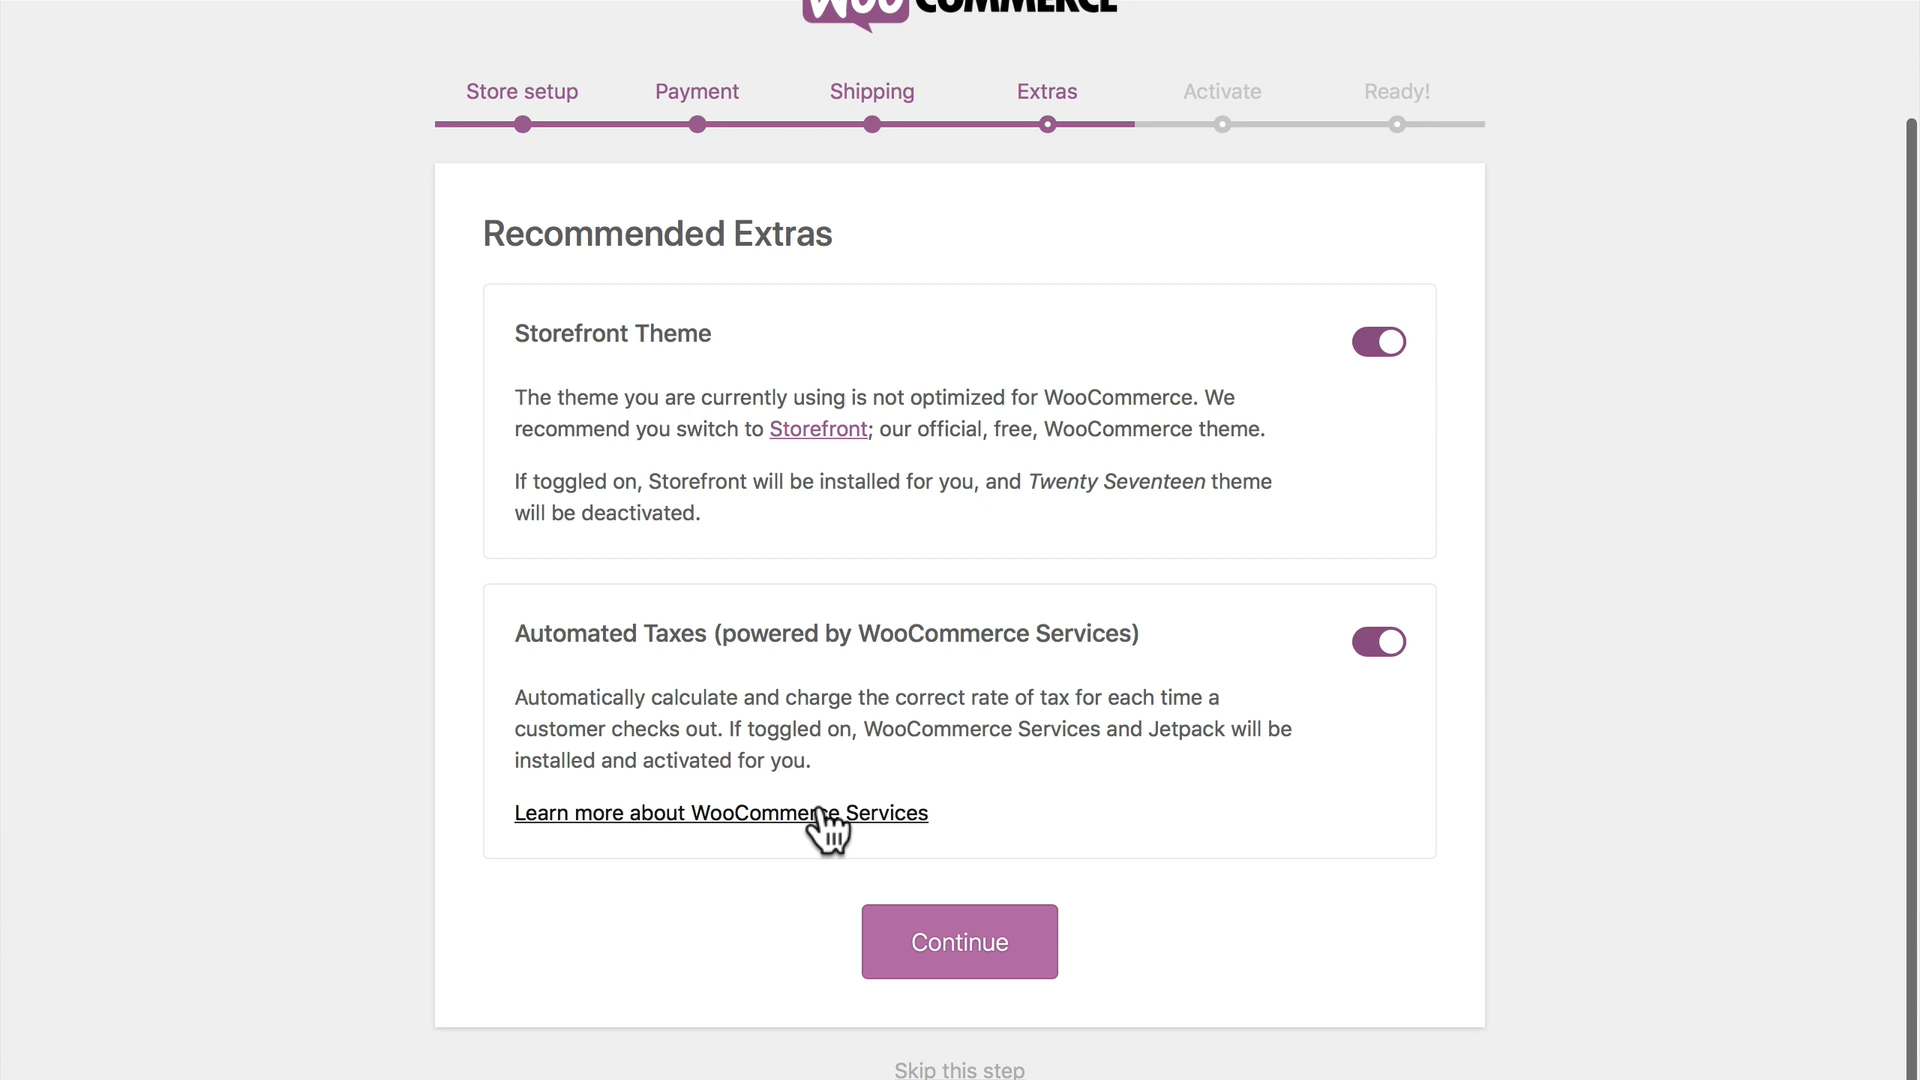 WOO COMMERCE
Store setup Payment Shipping Extras Activate Ready!
Recommended Extras
Storefront Theme
The theme you are currently using is not optimized for WooCommerce. We
recommend you switch to Storefront; our official, free, WooCommerce theme.
If toggled on, Storefront will be installed for you, and Twenty Seventeen theme
will be deactivated.
Automated Taxes (powered by WooCommerce Services)
Automatically calculate and charge the correct rate of tax for each time a
customer checks out. If toggled on, WooCommerce Services and Jetpack will be
installed and activated for you.
Learn more about WooCommerce Services
Continue
Skip this step